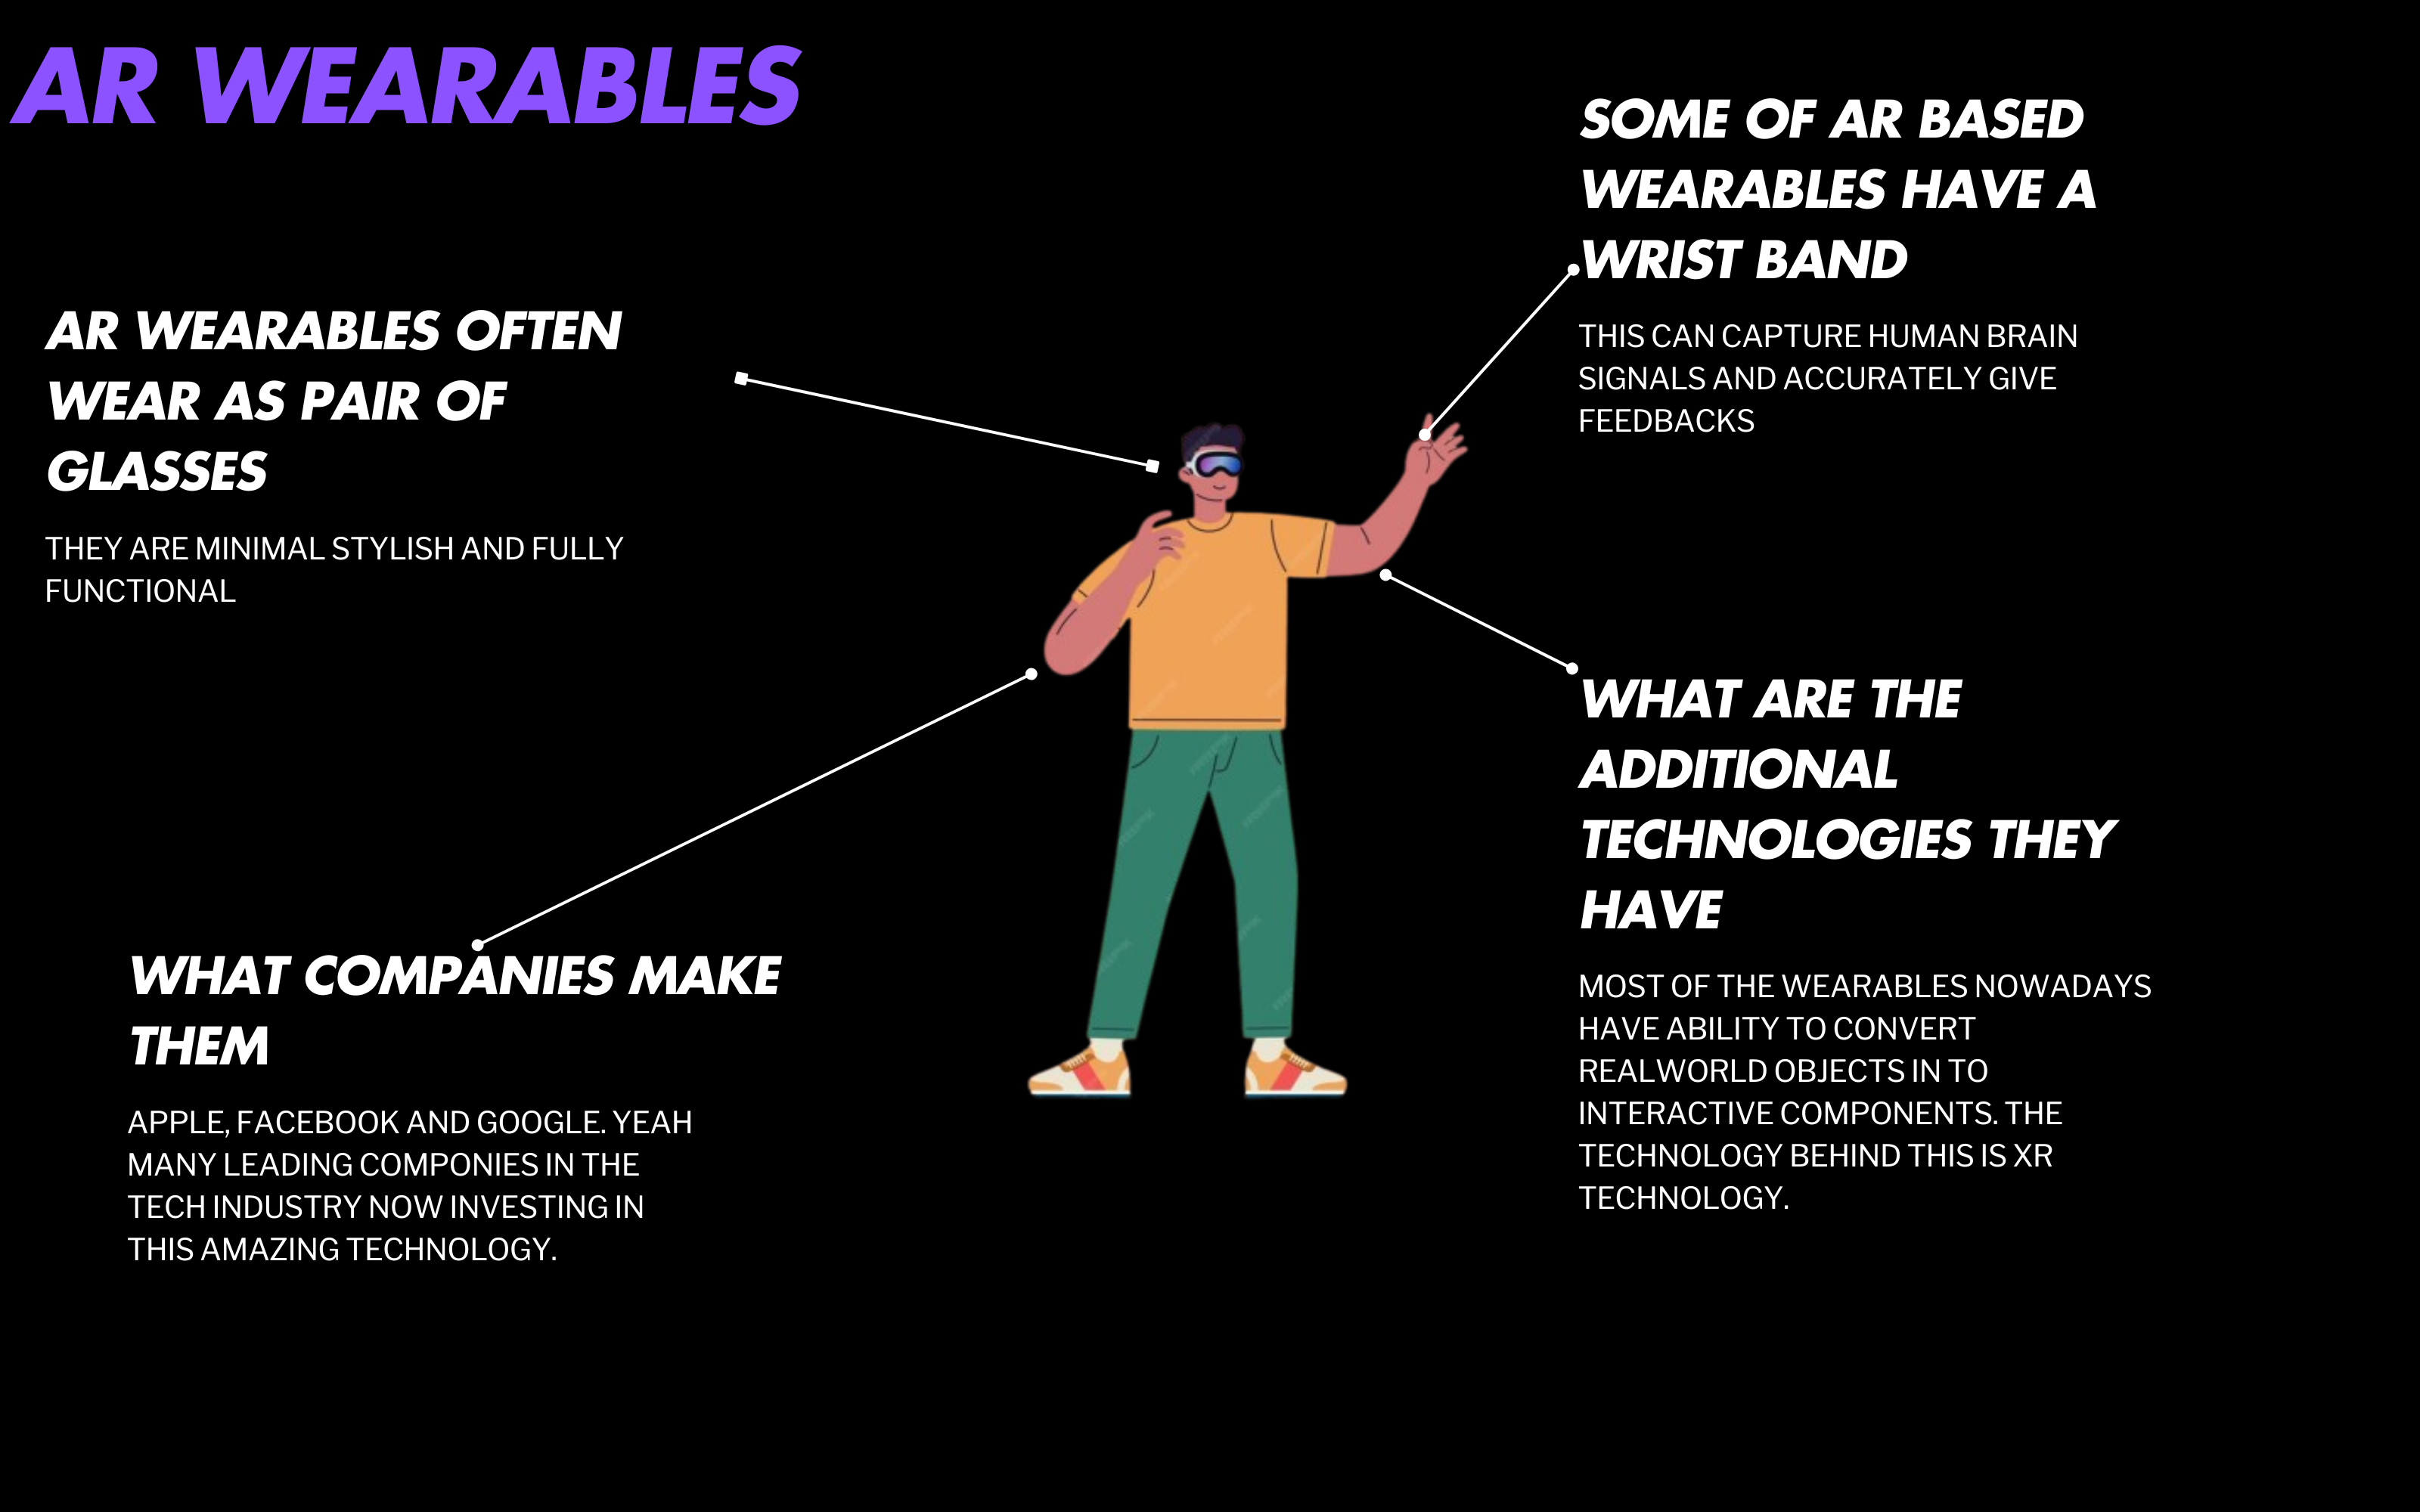 AR WEARABLES
AR WEARABLES OFTEN
WEAR AS PAIR OF
GLASSES
THEY ARE MINIMAL STYLISH AND FULLY
FUNCTIONAL
SOME OF AR BASED
WEARABLES HAVE A
WRIST BAND
THIS CAN CAPTURE HUMAN BRAIN
SIGNALS AND ACCURATELY GIVE
FEEDBACKS
WHAT COMPANIES MAKE
THEM
APPLE, FACEBOOK AND GOOGLE. YEAH
MANY LEADING COMPONIES IN THE
TECH INDUSTRY NOW INVESTING IN
THIS AMAZING TECHNOLOGY.
WHAT ARE THE
ADDITIONAL
TECHNOLOGIES THEY
HAVE
MOST OF THE WEARABLES NOWADAYS
HAVE ABILITY TO CONVERT
REALWORLD OBJECTS IN TO
INTERACTIVE COMPONENTS. THE
TECHNOLOGY BEHIND THIS IS XR
TECHNOLOGY.